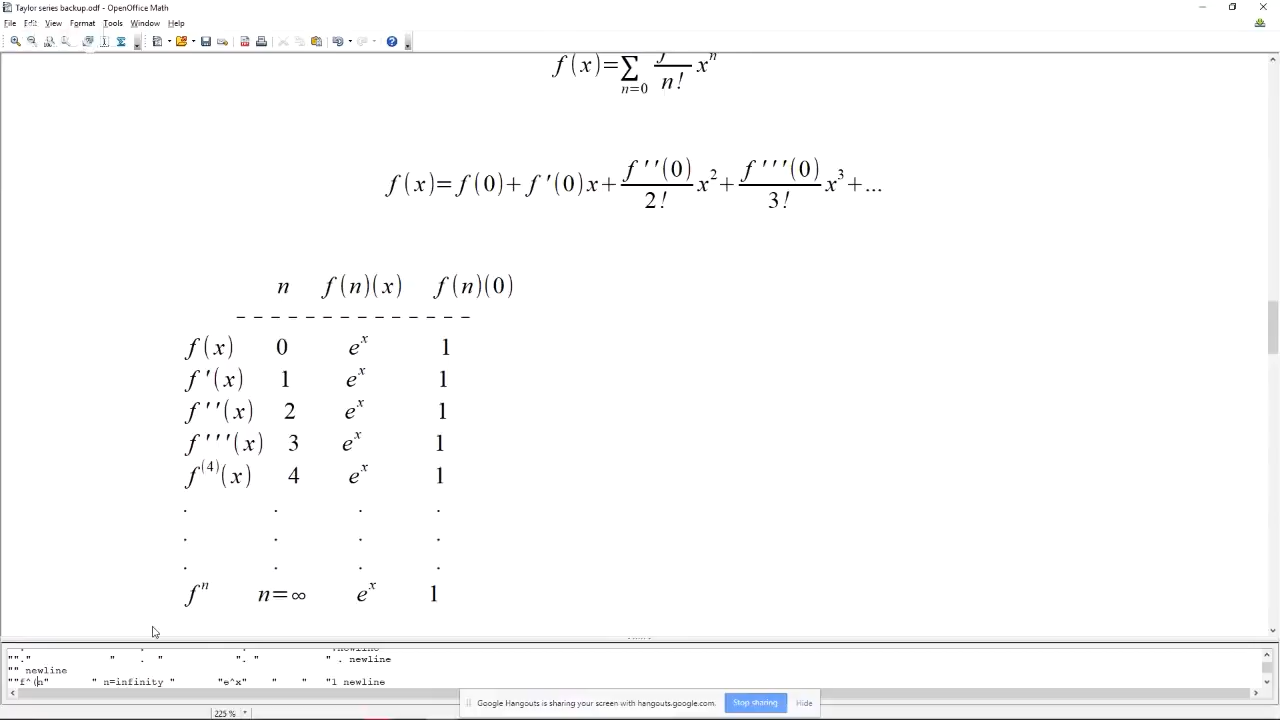 Taylor series backup.odf - OpenOffice Math
File Edit View Format Tools Window Help
f(x)=∑ n=0 n! xⁿ
f(x)=f(0)+f'(0)x+f''(0)/2! x²+f'''(0)/3! x³+...
n f(n)(x) f(n)(0)
– – – – – – – – – – – – – –
f(x) 0 eˣ 1
f'(x) 1 eˣ 1
f''(x) 2 eˣ 1
f'''(x) 3 eˣ 1
f⁽⁴⁾(x) 4 eˣ 1
. . . .
. . . .
. . . .
fⁿ n=∞ eˣ 1
""." " . " ". " " . newline
"" newline
""f^(n" " n=infinity " "e^x" " " "1 newline
Google Hangouts is sharing your screen with hangouts.google.com. Stop sharing Hide
225 %